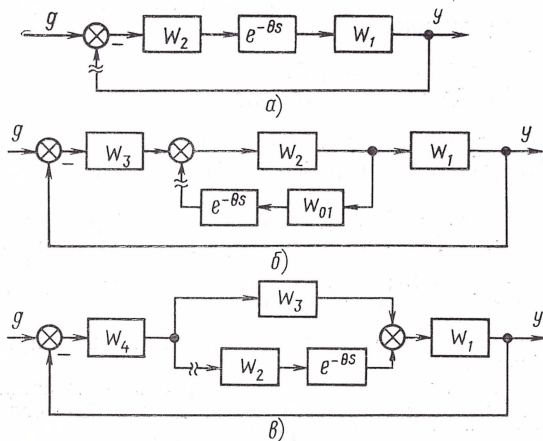 g W₂ e⁻ᶿˢ W₁ y
−
а)
g W₃ W₂ W₁ y
−
e⁻ᶿˢ W₀₁
б)
W₃
g W₄ W₁ y
−
W₂ e⁻ᶿˢ
в)